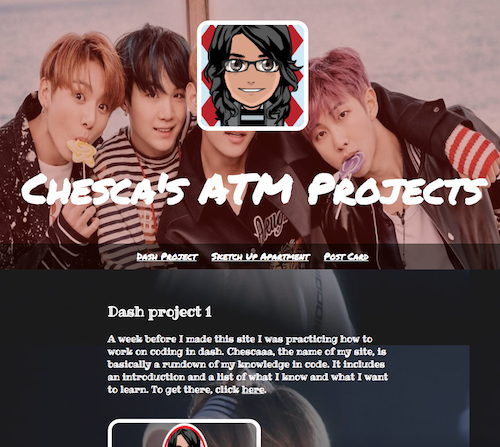 Chesca's ATM Projects
Dash Project Sketch Up Apartment Post Card
Dash project 1
A week before I made this site I was practicing how to
work on coding in dash. Chescaaa, the name of my site, is
basically a rundown of my knowledge in code. It includes
an introduction and a list of what I know and what I want
to learn. To get there, click here.